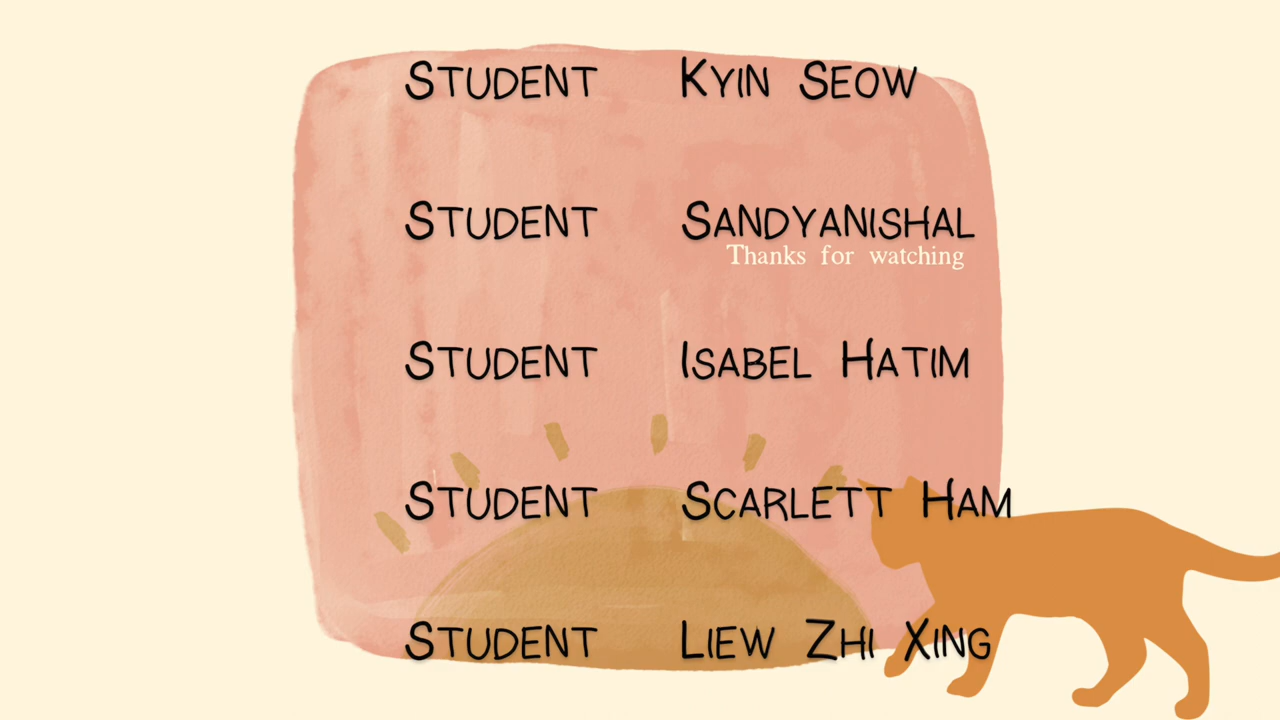 Student Kyin Seow
Student Sandyanishal
Thanks for watching
Student Isabel Hatim
Student Scarlett Ham
Student Liew Zhi Xing